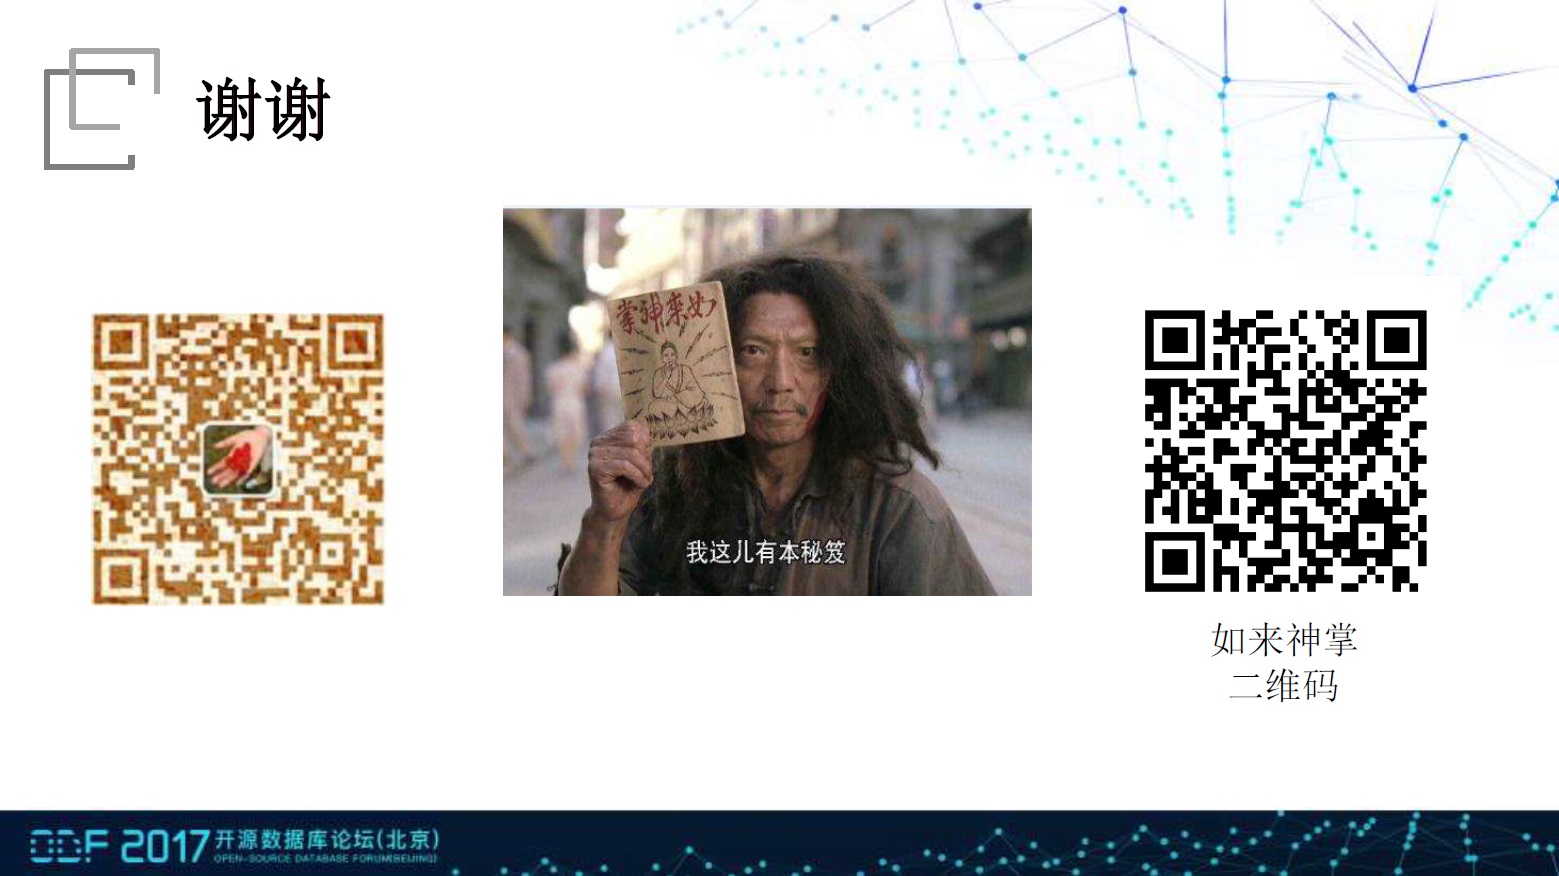 谢谢
如来神掌
我这儿有本秘笈
如来神掌
二维码
ODF 2017 开源数据库论坛(北京)
OPEN-SOURCE DATABASE FORUM(BEIJING)